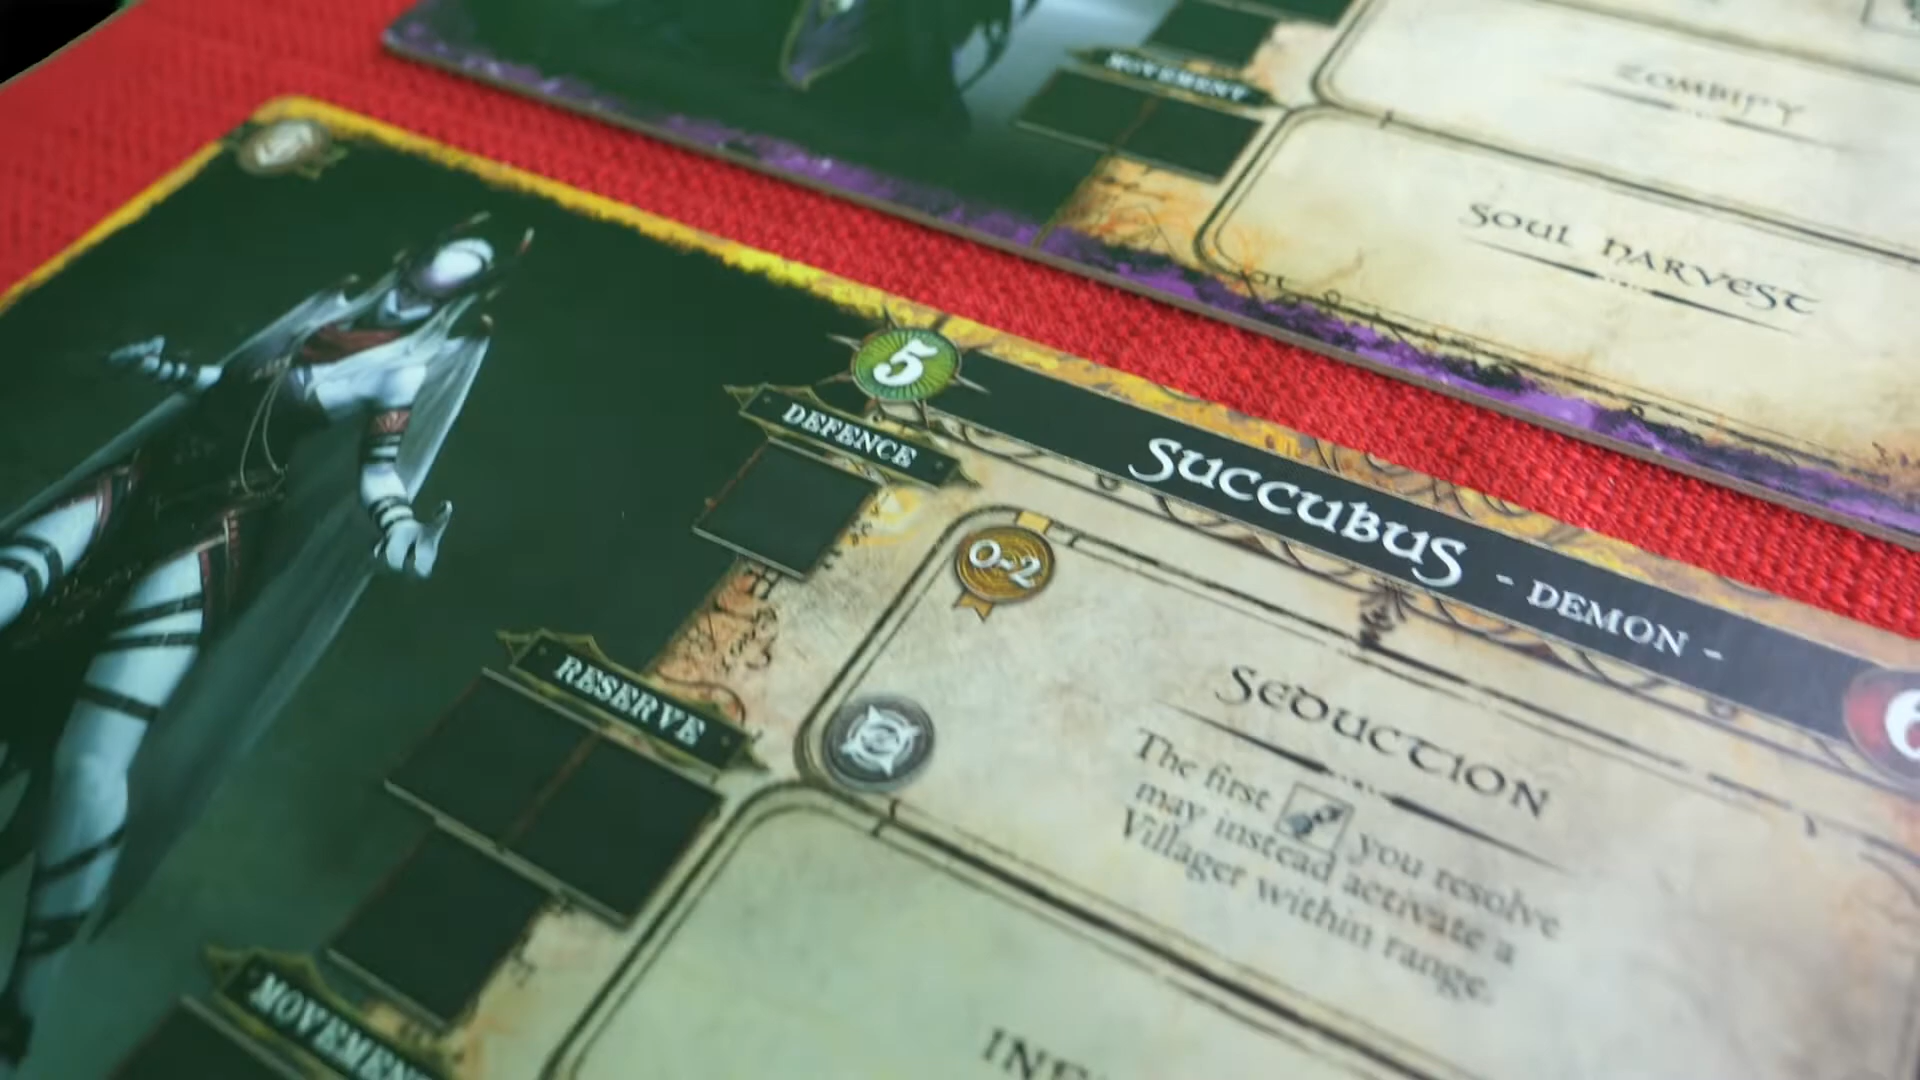 MOVEMENT
ZOMBIFY
SOUL HARVEST
5
DEFENCE
SUCCUBUS - DEMON -
6
0-2
SEDUCTION
The first you resolve
may instead activate a
Villager within range.
RESERVE
MOVEMENT